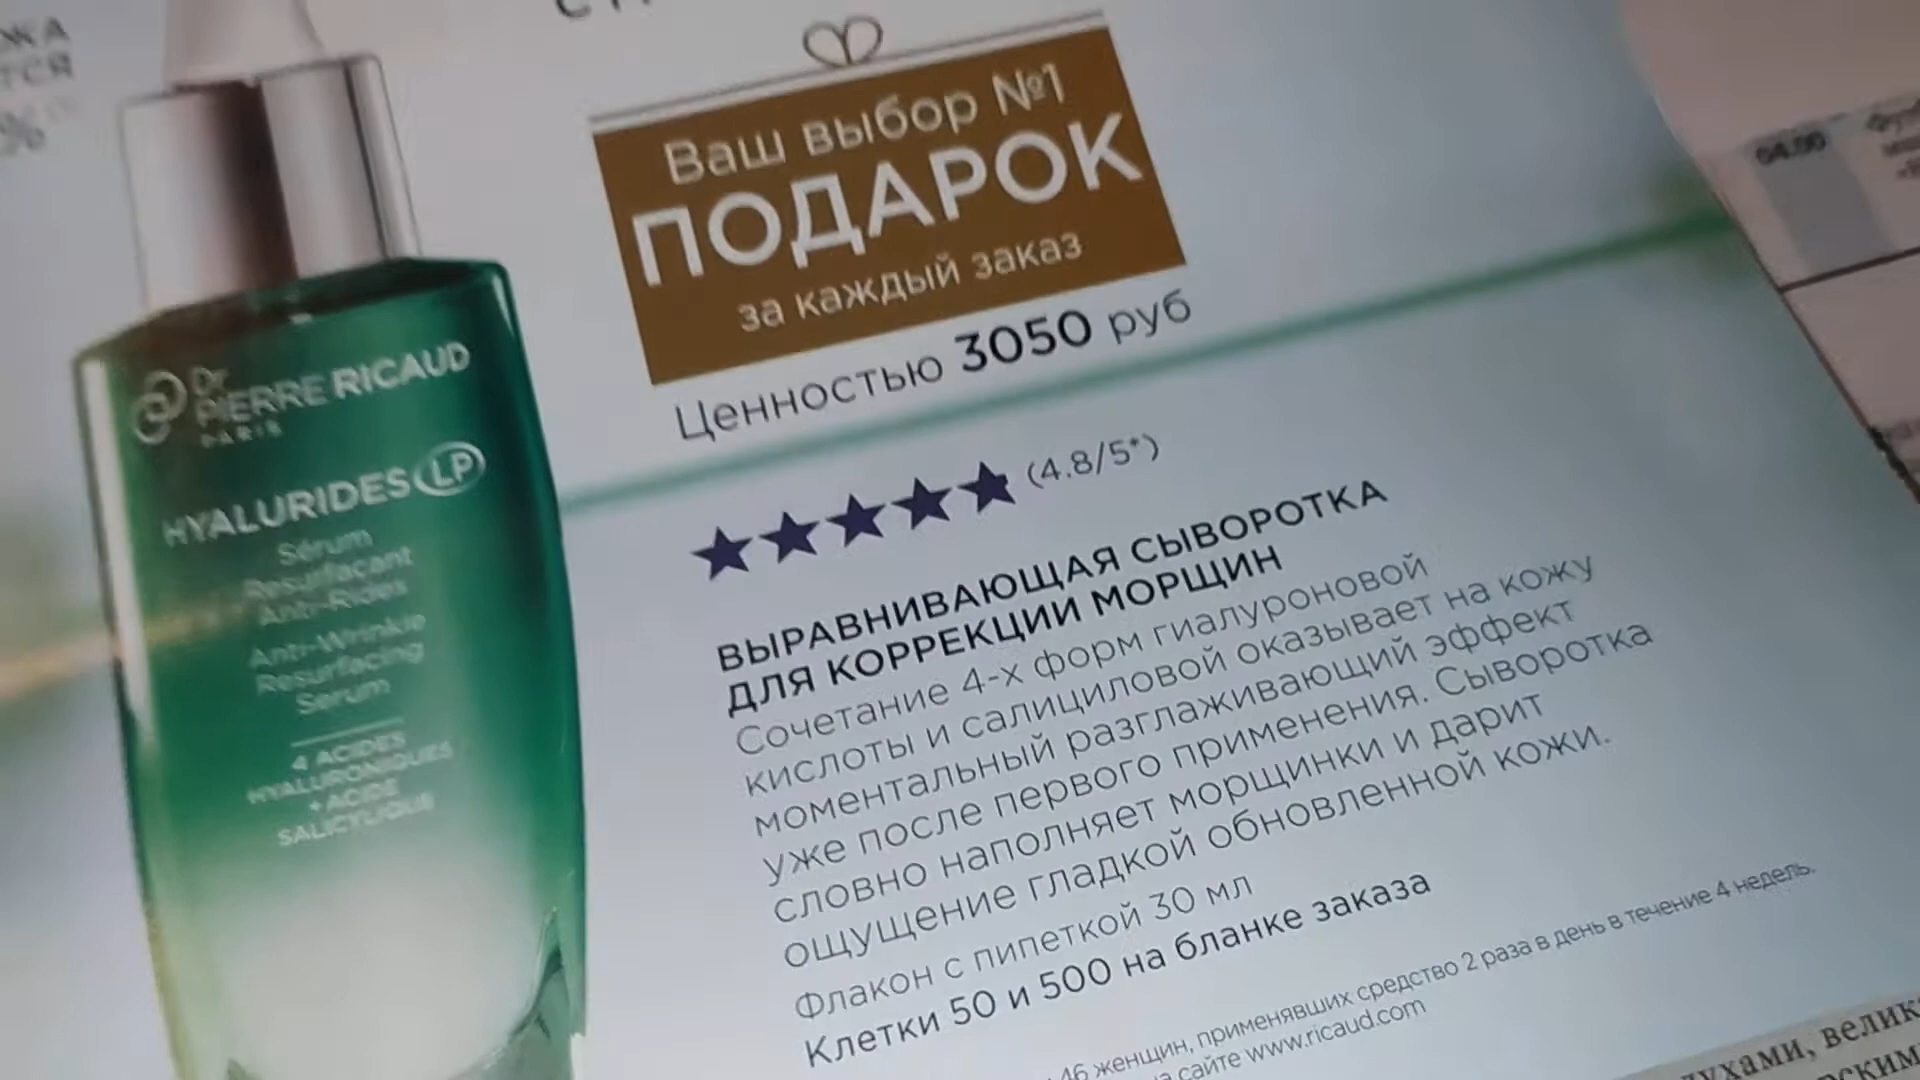 Ваш выбор №1
ПОДАРОК
за каждый заказ
Ценностью 3050 руб
(4.8/5*)
ВЫРАВНИВАЮЩАЯ СЫВОРОТКА
ДЛЯ КОРРЕКЦИИ МОРЩИН
Сочетание 4-х форм гиалуроновой
кислоты и салициловой оказывает на кожу
моментальный разглаживающий эффект
уже после первого применения. Сыворотка
словно наполняет морщинки и дарит
ощущение гладкой обновленной кожи.
Флакон с пипеткой 30 мл
Клетки 50 и 500 на бланке заказа
46 женщин, применявших средство 2 раза в день в течение 4 недель.
на сайте www.ricaud.com
Dr
PIERRE RICAUD
PARIS
HYALURIDES LP
Sérum
Resurfaçant
Anti-Rides
Anti-Wrinkle
Resurfacing
Serum
4 ACIDES
HYALURONIQUES
+ ACIDE
SALICYLIQUE